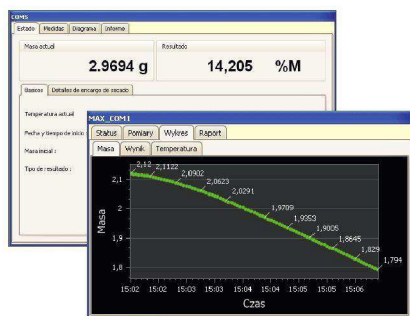 COM5
Estado Medidas Diagrama Informe
Masa actual Resultado
2.9694 g 14,205 %M
Basicos Detalles de encargo de secado
Temperatura actual
Fecha y tiempo de inicio :
Masa inicial :
Tipo de resultado :
MAX_COM1
Status Pomiary Wykres Raport
Masa Wynik Temperatura
2,12 2,1122
2,0902
2,0623
2,0291
1,9709
1,9353
1,9005
1,8645
1,829
1,794
2,1
2
1,9
1,8
Masa
15:02 15:02 15:03 15:03 15:04 15:04 15:05 15:05 15:06
Czas